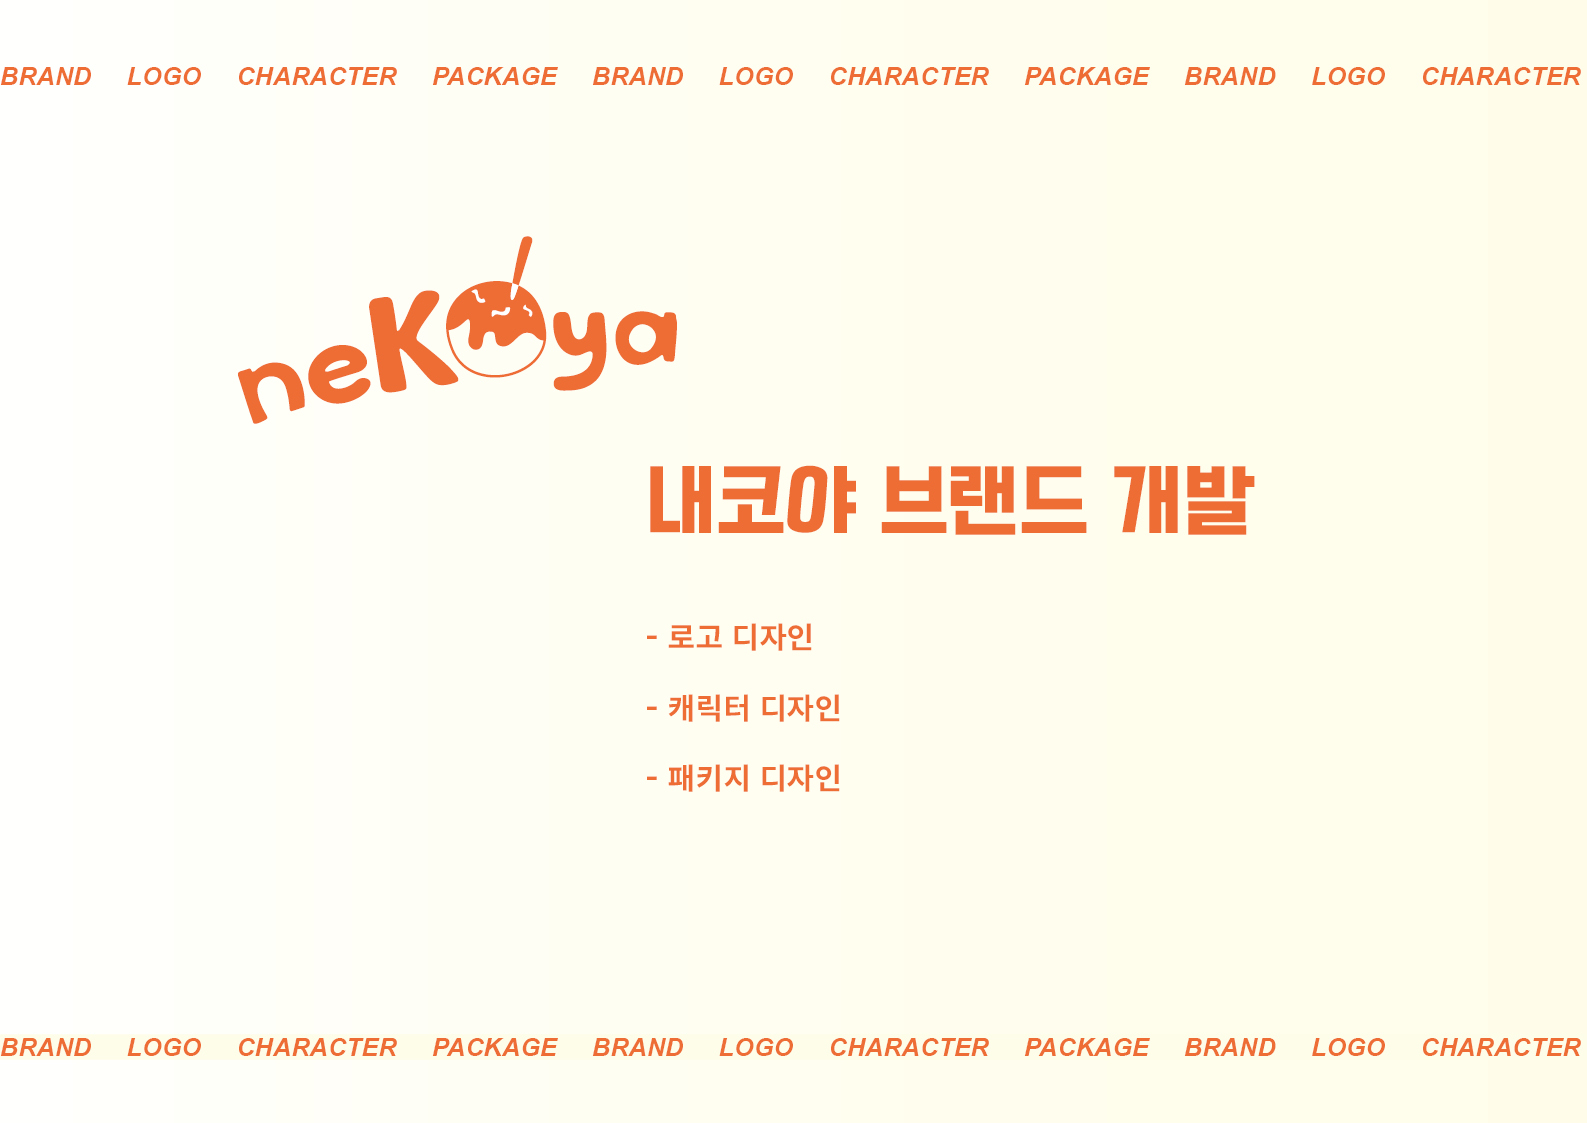 BRAND LOGO CHARACTER PACKAGE BRAND LOGO CHARACTER PACKAGE BRAND LOGO CHARACTER
neKoya
내코야 브랜드 개발
- 로고 디자인
- 캐릭터 디자인
- 패키지 디자인
BRAND LOGO CHARACTER PACKAGE BRAND LOGO CHARACTER PACKAGE BRAND LOGO CHARACTER